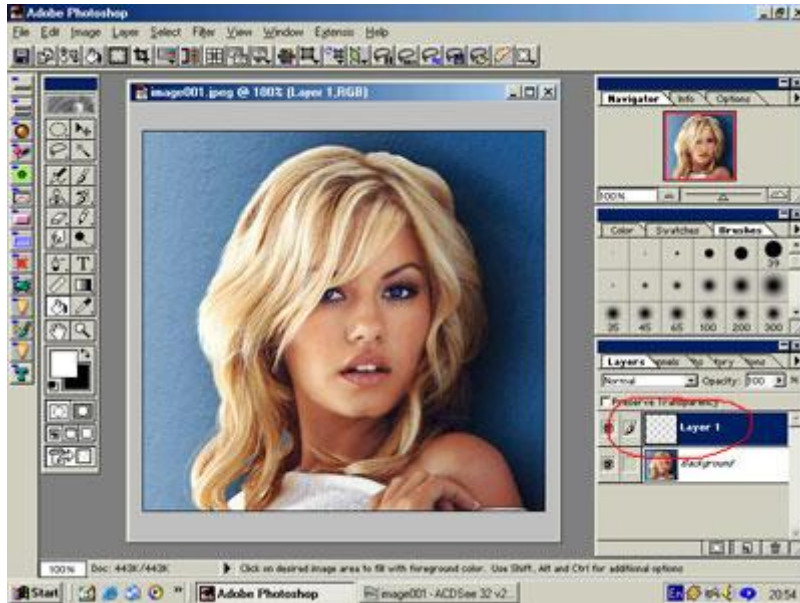 Adobe Photoshop
File Edit Image Layer Select Filter View Window Extensis Help
image001.jpeg @ 100% (Layer 1,RGB)
Navigator Info Options
100%
Color Swatches Brushes
39
35 45 65 100 200 300
Layers
Normal Opacity: 100 %
Preserve Transparency
Layer 1
Background
100% Doc: 443K/443K Click on desired image area to fill with foreground color. Use Shift, Alt and Ctrl for additional options
Start Adobe Photoshop image001 - ACDSee 32 v2... En 20:54